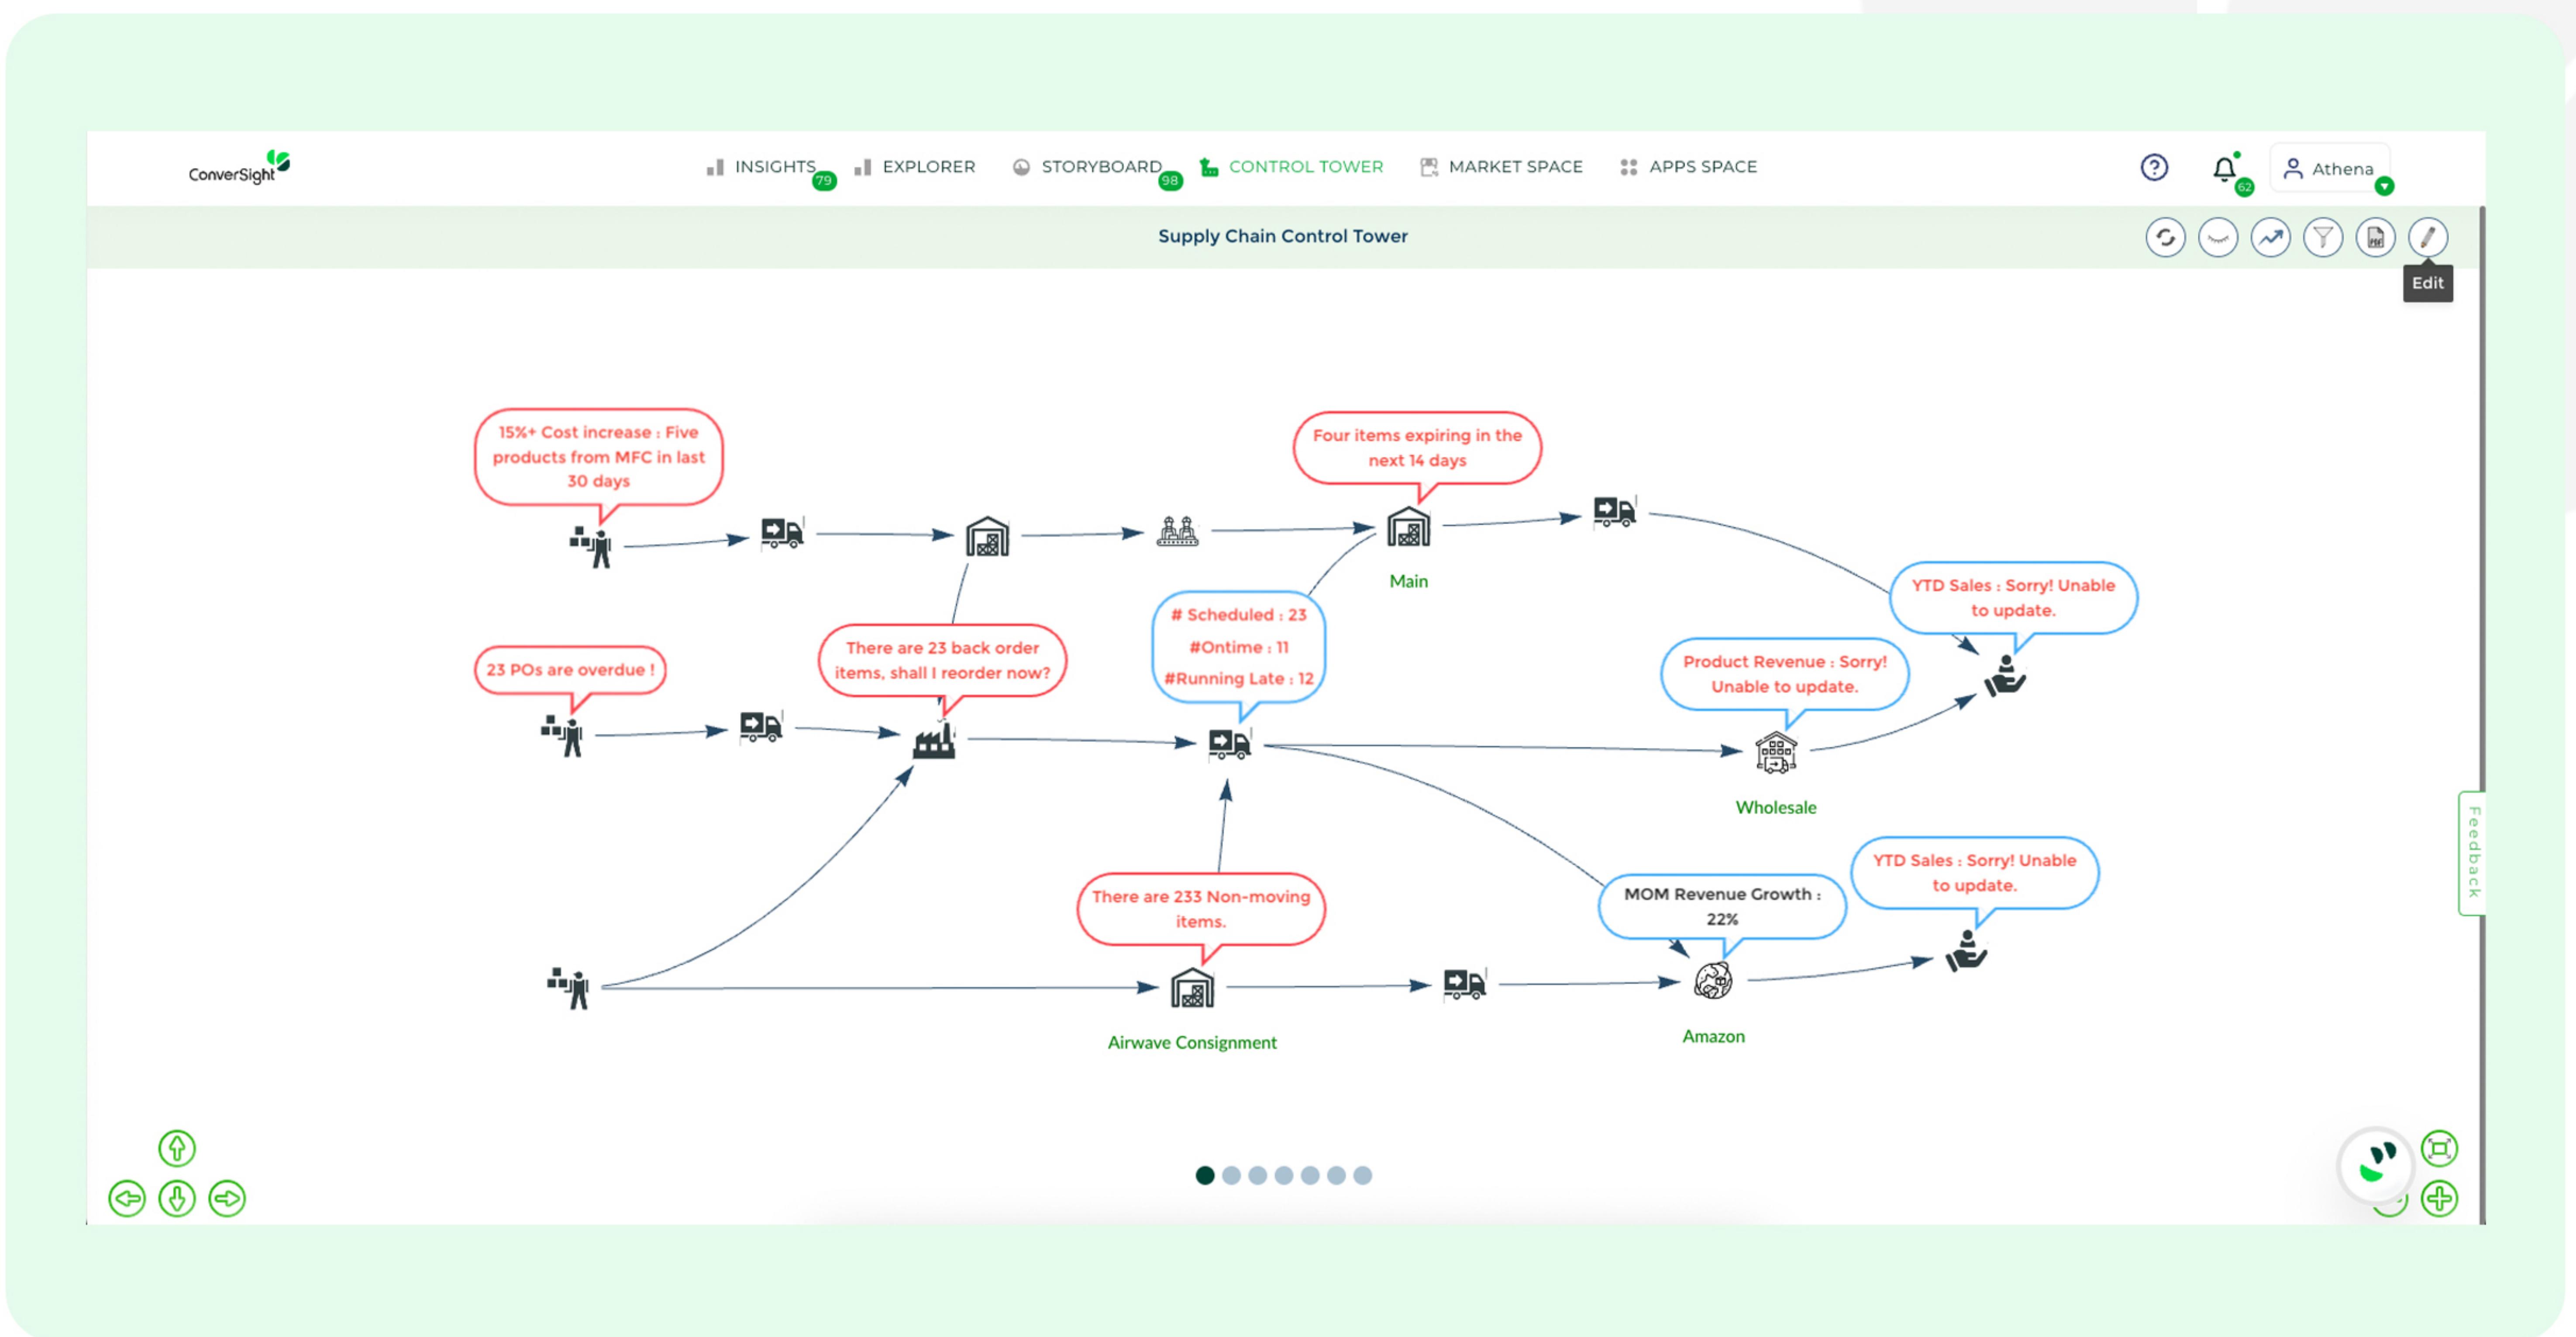 ConverSight
INSIGHTS
79
EXPLORER
STORYBOARD
98
CONTROL TOWER
MARKET SPACE
APPS SPACE
?
62
Athena
Supply Chain Control Tower
PDF
Edit
15%+ Cost increase : Five
products from MFC in last
30 days
Four items expiring in the
next 14 days
Main
YTD Sales : Sorry! Unable
to update.
23 POs are overdue !
There are 23 back order
items, shall I reorder now?
# Scheduled : 23
#Ontime : 11
#Running Late : 12
Product Revenue : Sorry!
Unable to update.
Wholesale
There are 233 Non-moving
items.
Airwave Consignment
MOM Revenue Growth :
22%
Amazon
YTD Sales : Sorry! Unable
to update.
Feedback